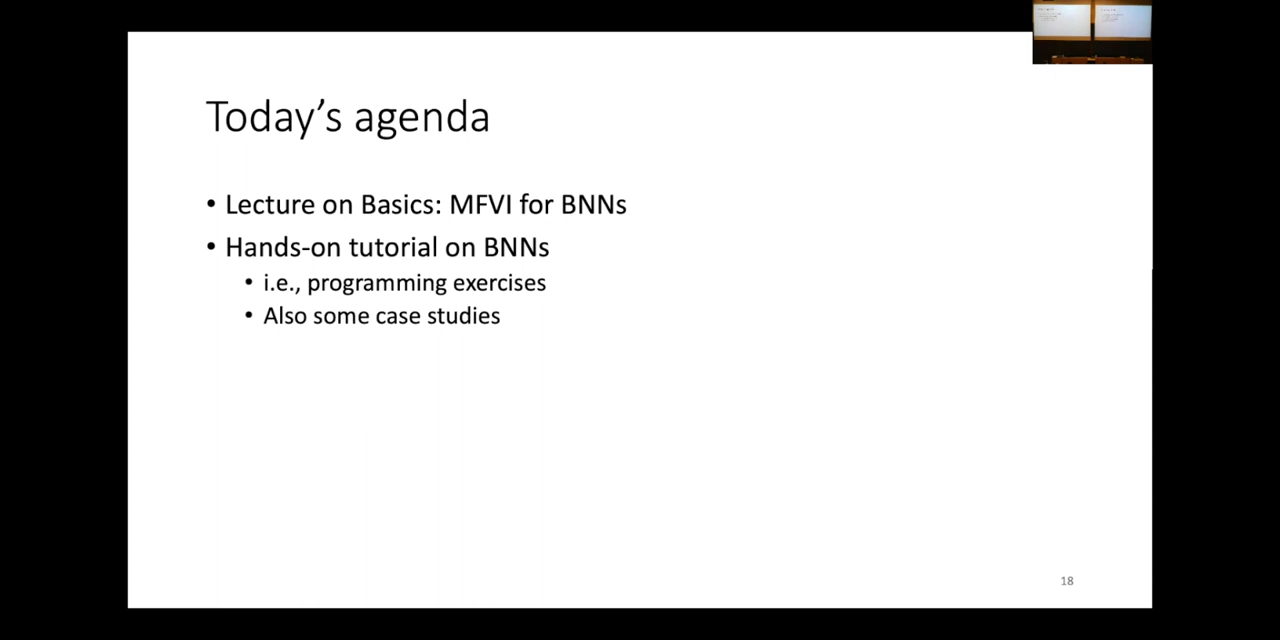 Today's agenda
• Lecture on Basics: MFVI for BNNs
• Hands-on tutorial on BNNs
• i.e., programming exercises
• Also some case studies
18